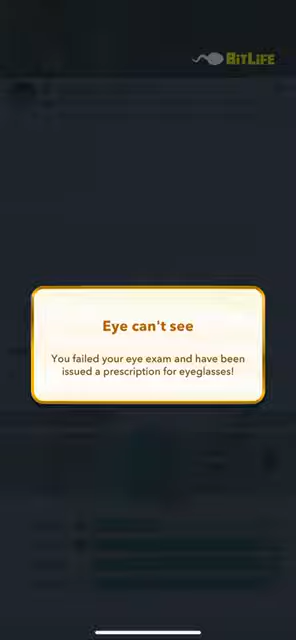 BitLife
Eye can't see
You failed your eye exam and have been
issued a prescription for eyeglasses!